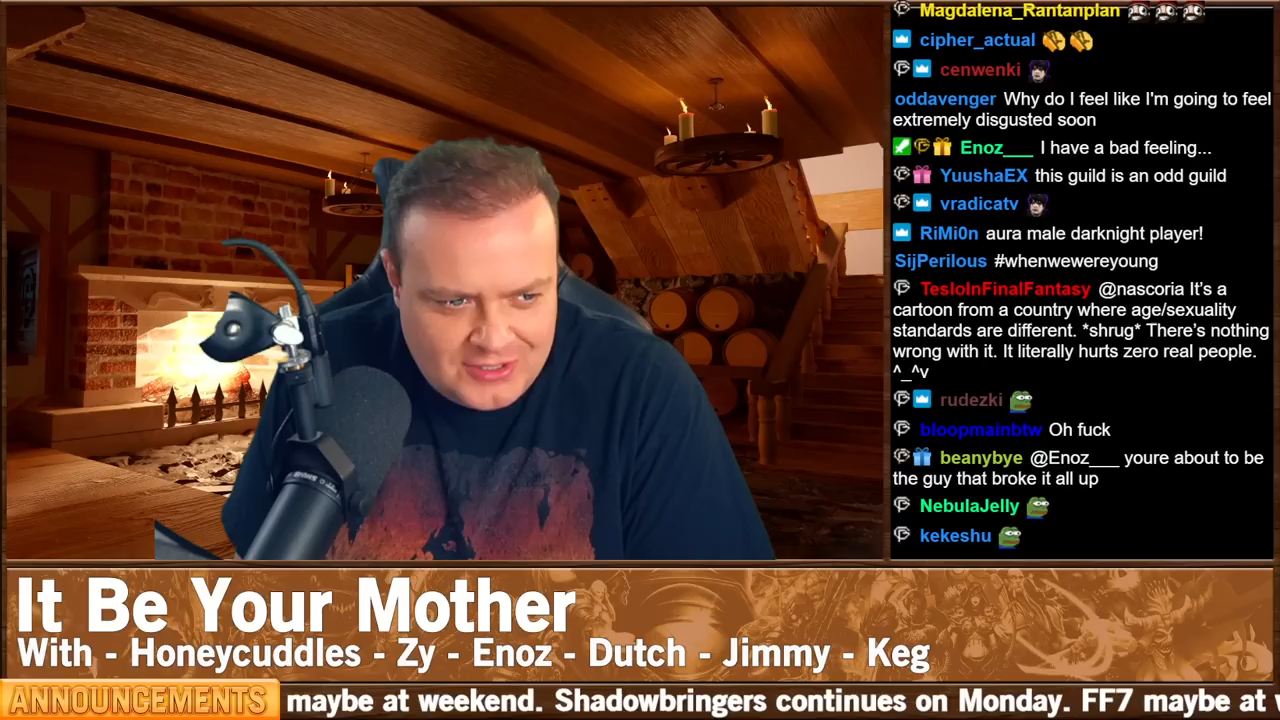 Magdalena_Rantanplan
cipher_actual
cenwenki
oddavenger Why do I feel like I'm going to feel
extremely disgusted soon
Enoz___ I have a bad feeling...
YuushaEX this guild is an odd guild
vradicatv
RiMi0n aura male darknight player!
SijPerilous #whenwewereyoung
TesloInFinalFantasy @nascoria It's a
cartoon from a country where age/sexuality
standards are different. *shrug* There's nothing
wrong with it. It literally hurts zero real people.
^_^v
rudezki
bloopmainbtw Oh fuck
beanybye @Enoz___ youre about to be
the guy that broke it all up
NebulaJelly
kekeshu
It Be Your Mother
With - Honeycuddles - Zy - Enoz - Dutch - Jimmy - Keg
ANNOUNCEMENTS maybe at weekend. Shadowbringers continues on Monday. FF7 maybe at